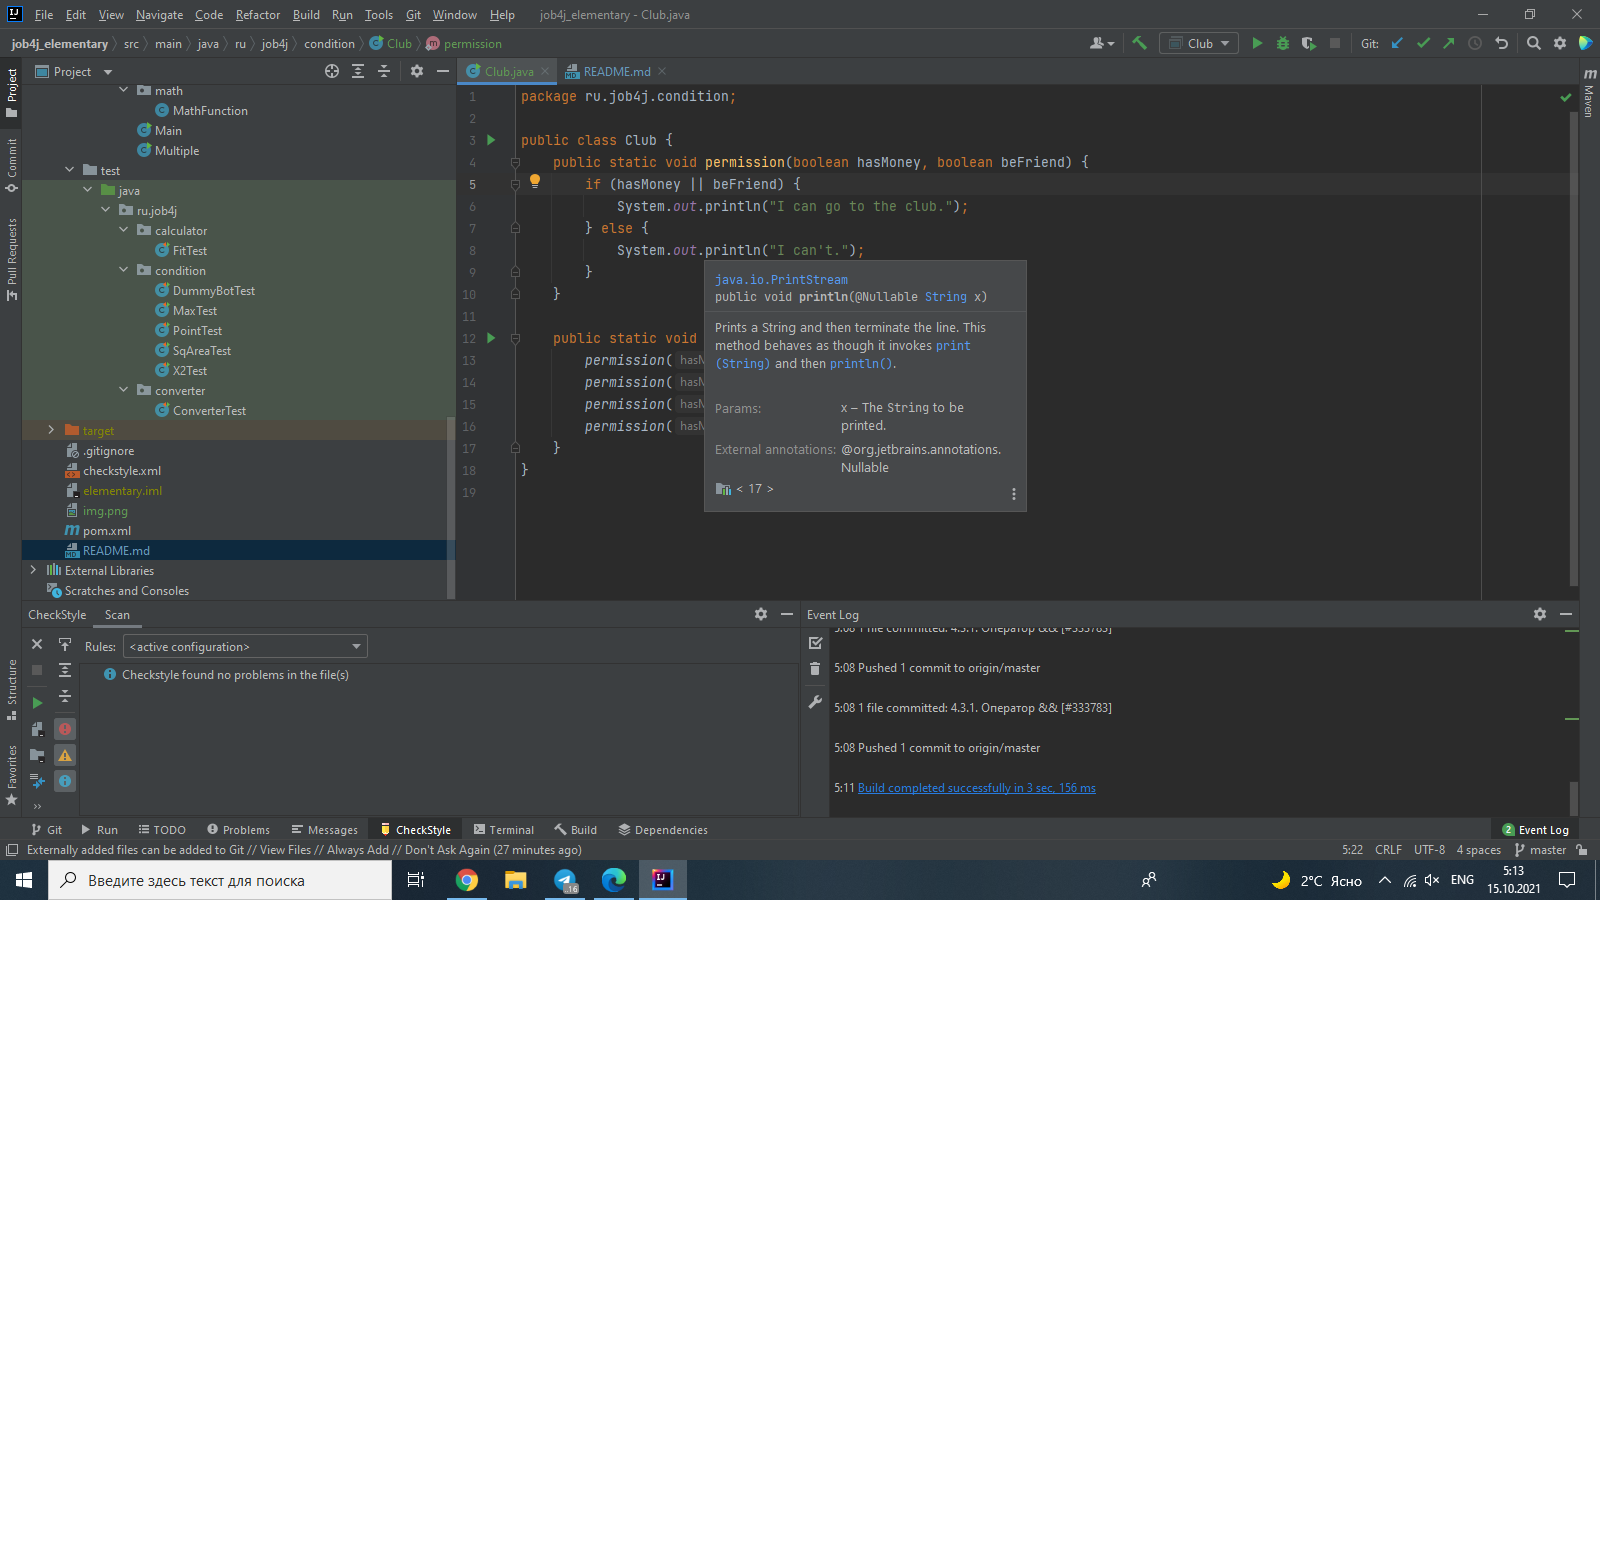 File Edit View Navigate Code Refactor Build Run Tools Git Window Help job4j_elementary - Club.java
job4j_elementary src main java ru job4j condition Club permission
Club Git:
Project
Club.java README.md
Project
Commit
Pull Requests
Structure
Favorites
Maven
math
MathFunction
Main
Multiple
test
java
ru.job4j
calculator
FitTest
condition
DummyBotTest
MaxTest
PointTest
SqAreaTest
X2Test
converter
ConverterTest
target
.gitignore
checkstyle.xml
elementary.iml
img.png
pom.xml
README.md
External Libraries
Scratches and Consoles
1 package ru.job4j.condition;
2
3 public class Club {
4 public static void permission(boolean hasMoney, boolean beFriend) {
5 if (hasMoney || beFriend) {
6 System.out.println("I can go to the club.");
7 } else {
8 System.out.println("I can't.");
9 }
10 }
11
12 public static void
13 permission(
14 permission(
15 permission(
16 permission(
17 }
18 }
19
java.io.PrintStream
public void println(@Nullable String x)
Prints a String and then terminate the line. This
method behaves as though it invokes print
(String) and then println().
Params: x – The String to be
printed.
External annotations: @org.jetbrains.annotations.
Nullable
< 17 >
CheckStyle Scan
Rules: <active configuration>
Checkstyle found no problems in the file(s)
Event Log
5:08 1 file committed: 4.3.1. Оператор && [#333783]
5:08 Pushed 1 commit to origin/master
5:08 1 file committed: 4.3.1. Оператор && [#333783]
5:08 Pushed 1 commit to origin/master
5:11 Build completed successfully in 3 sec, 156 ms
Git Run TODO Problems Messages CheckStyle Terminal Build Dependencies 2 Event Log
Externally added files can be added to Git // View Files // Always Add // Don't Ask Again (27 minutes ago) 5:22 CRLF UTF-8 4 spaces master
Введите здесь текст для поиска 2°C Ясно ENG 5:13
15.10.2021